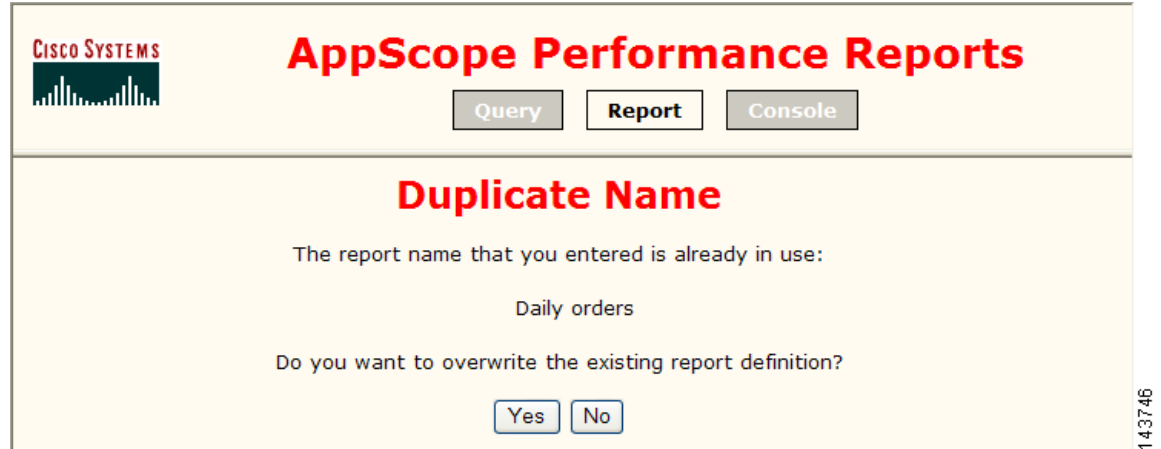 CISCO SYSTEMS
AppScope Performance Reports
Query Report Console
Duplicate Name
The report name that you entered is already in use:
Daily orders
Do you want to overwrite the existing report definition?
Yes No
143746